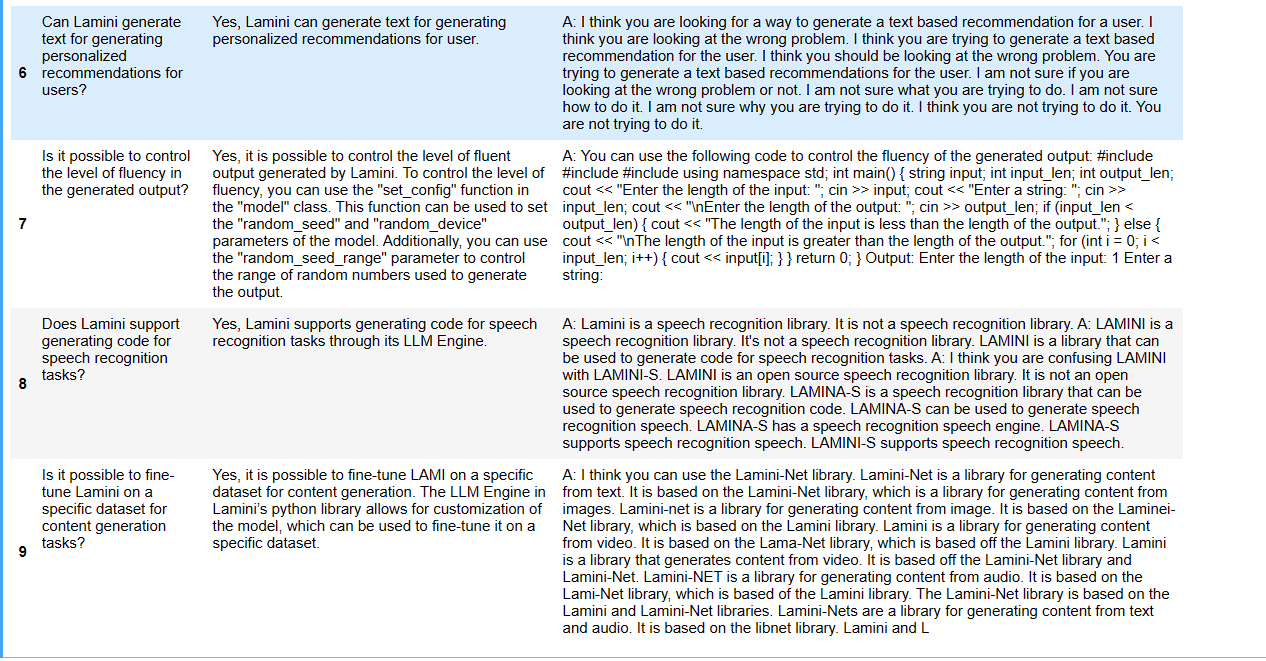 6
Can Lamini generate
text for generating
personalized
recommendations for
users?
Yes, Lamini can generate text for generating
personalized recommendations for user.
A: I think you are looking for a way to generate a text based recommendation for a user. I
think you are looking at the wrong problem. I think you are trying to generate a text based
recommendation for the user. I think you should be looking at the wrong problem. You are
trying to generate a text based recommendations for the user. I am not sure if you are
looking at the wrong problem or not. I am not sure what you are trying to do. I am not sure
how to do it. I am not sure why you are trying to do it. I think you are not trying to do it. You
are not trying to do it.
7
Is it possible to control
the level of fluency in
the generated output?
Yes, it is possible to control the level of fluent
output generated by Lamini. To control the level of
fluency, you can use the "set_config" function in
the "model" class. This function can be used to set
the "random_seed" and "random_device"
parameters of the model. Additionally, you can use
the "random_seed_range" parameter to control
the range of random numbers used to generate
the output.
A: You can use the following code to control the fluency of the generated output: #include
#include #include using namespace std; int main() { string input; int input_len; int output_len;
cout << "Enter the length of the input: "; cin >> input; cout << "Enter a string: "; cin >>
input_len; cout << "\nEnter the length of the output: "; cin >> output_len; if (input_len <
output_len) { cout << "The length of the input is less than the length of the output."; } else {
cout << "\nThe length of the input is greater than the length of the output."; for (int i = 0; i <
input_len; i++) { cout << input[i]; } } return 0; } Output: Enter the length of the input: 1 Enter a
string:
8
Does Lamini support
generating code for
speech recognition
tasks?
Yes, Lamini supports generating code for speech
recognition tasks through its LLM Engine.
A: Lamini is a speech recognition library. It is not a speech recognition library. A: LAMINI is a
speech recognition library. It's not a speech recognition library. LAMINI is a library that can
be used to generate code for speech recognition tasks. A: I think you are confusing LAMINI
with LAMINI-S. LAMINI is an open source speech recognition library. It is not an open
source speech recognition library. LAMINA-S is a speech recognition library that can be
used to generate speech recognition code. LAMINA-S can be used to generate speech
recognition speech. LAMINA-S has a speech recognition speech engine. LAMINA-S
supports speech recognition speech. LAMINI-S supports speech recognition speech.
9
Is it possible to fine-
tune Lamini on a
specific dataset for
content generation
tasks?
Yes, it is possible to fine-tune LAMI on a specific
dataset for content generation. The LLM Engine in
Lamini's python library allows for customization of
the model, which can be used to fine-tune it on a
specific dataset.
A: I think you can use the Lamini-Net library. Lamini-Net is a library for generating content
from text. It is based on the Lamini-Net library, which is a library for generating content from
images. Lamini-net is a library for generating content from image. It is based on the Laminei-
Net library, which is based on the Lamini library. Lamini is a library for generating content
from video. It is based on the Lama-Net library, which is based off the Lamini library. Lamini
is a library that generates content from video. It is based off the Lamini-Net library and
Lamini-Net. Lamini-NET is a library for generating content from audio. It is based on the
Lami-Net library, which is based of the Lamini library. The Lamini-Net library is based on the
Lamini and Lamini-Net libraries. Lamini-Nets are a library for generating content from text
and audio. It is based on the libnet library. Lamini and L